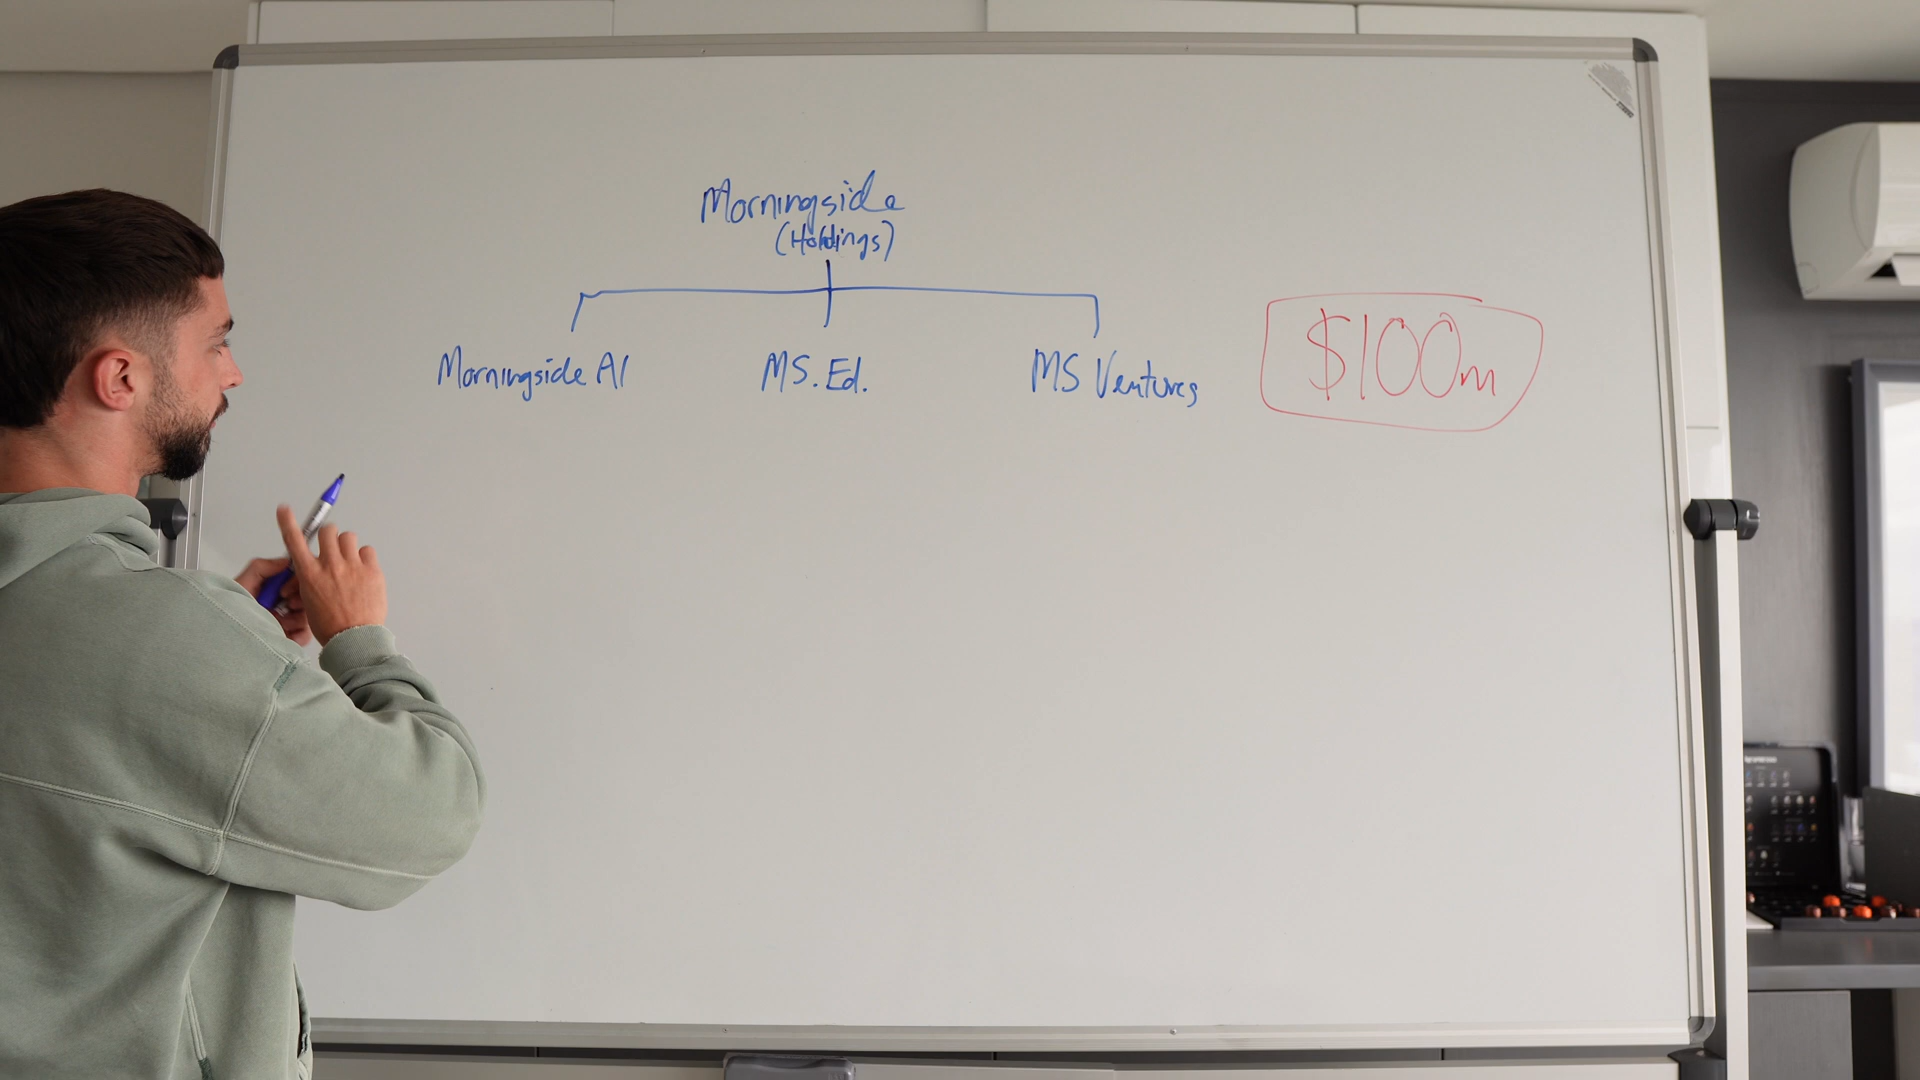 Morningside
(Holdings)
Morningside AI
MS. Ed.
MS Ventures
$100m